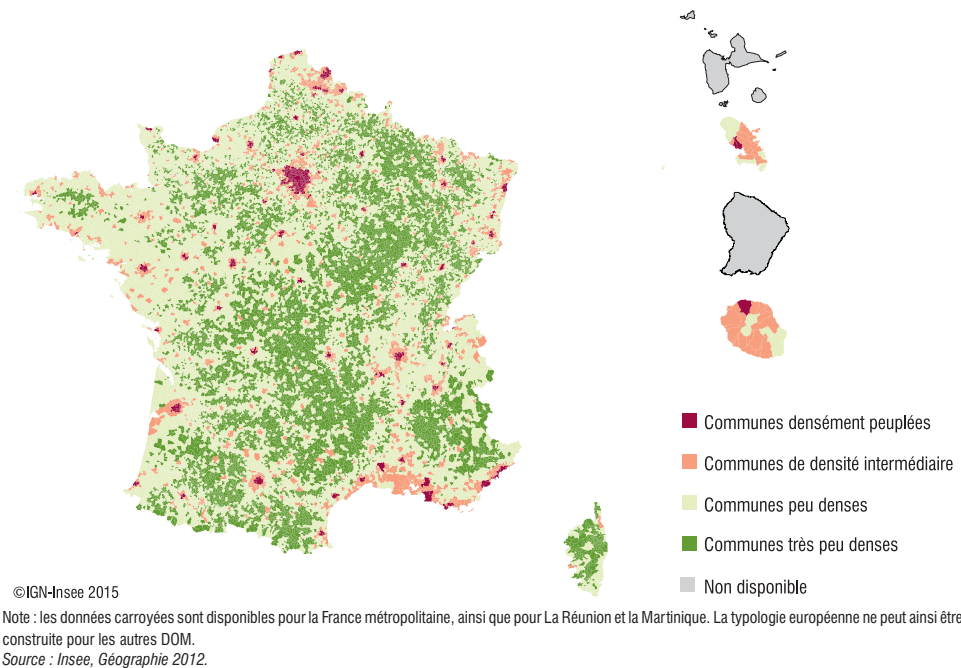 Communes densément peuplées
Communes de densité intermédiaire
Communes peu denses
Communes très peu denses
Non disponible
©IGN-Insee 2015
Note : les données carroyées sont disponibles pour la France métropolitaine, ainsi que pour La Réunion et la Martinique. La typologie européenne ne peut ainsi être
construite pour les autres DOM.
Source : Insee, Géographie 2012.